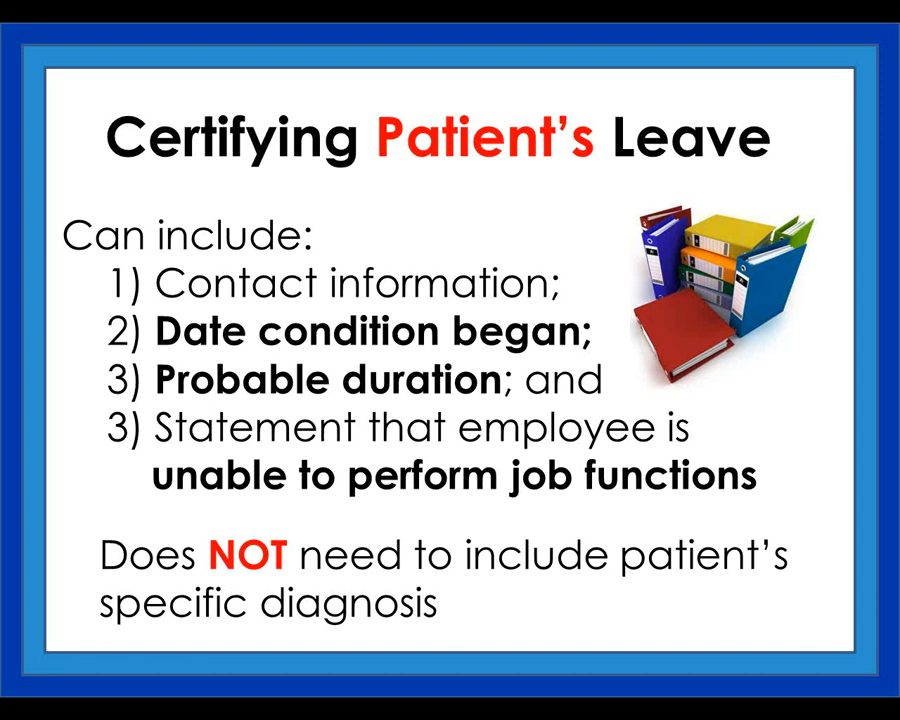 Certifying Patient's Leave
Can include:
1) Contact information;
2) Date condition began;
3) Probable duration; and
3) Statement that employee is
unable to perform job functions
Does NOT need to include patient's
specific diagnosis